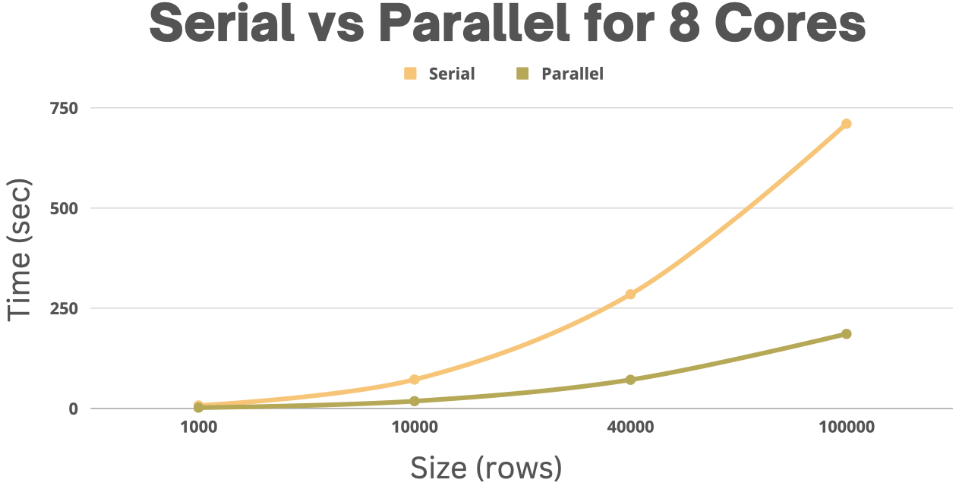 Serial vs Parallel for 8 Cores
Serial Parallel
750
500
250
0
Time (sec)
1000 10000 40000 100000
Size (rows)